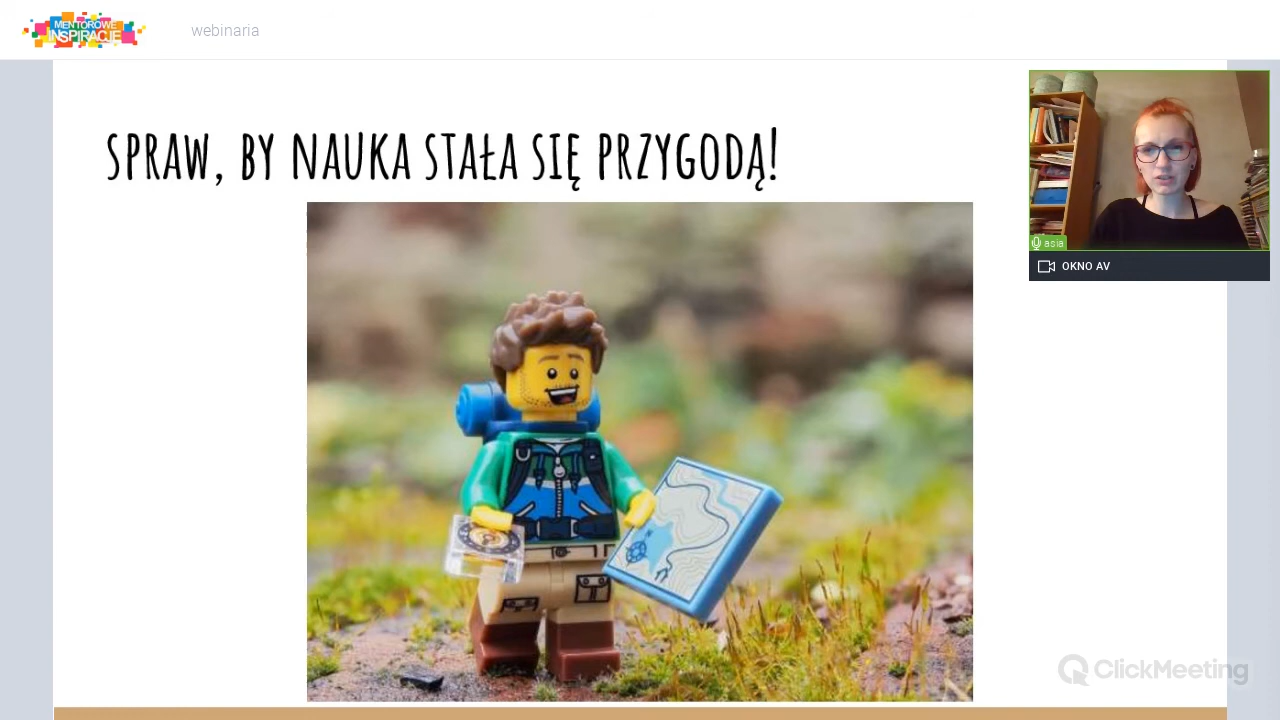 MENTOROWE
INSPIRACJE
webinaria
SPRAW, BY NAUKA STAŁA SIĘ PRZYGODĄ!
asia
OKNO AV
ClickMeeting